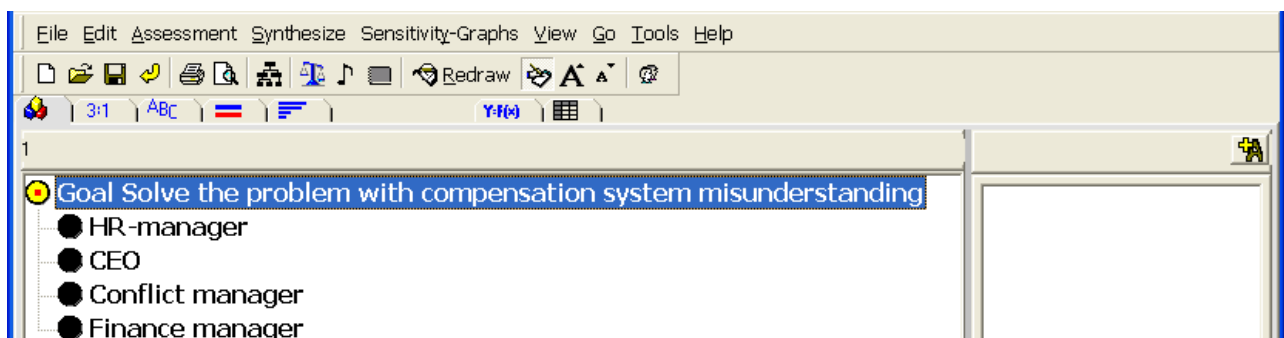 File Edit Assessment Synthesize Sensitivity-Graphs View Go Tools Help
Redraw A A
3:1 ABC Y=F(x)
1
Goal Solve the problem with compensation system misunderstanding
HR-manager
CEO
Conflict manager
Finance manager